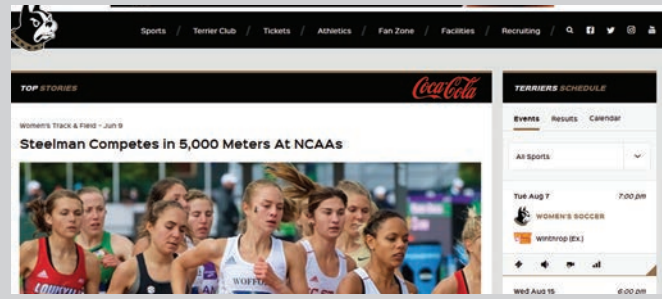 Sports / Terrier Club / Tickets / Athletics / Fan Zone / Facilities / Recruiting /
TOP STORIES
Coca-Cola
Women's Track & Field - Jun 9
Steelman Competes in 5,000 Meters At NCAAs
LOUISVILLE
WOFFO
TERRIERS SCHEDULE
Events Results Calendar
All Sports
Tue Aug 7 7:00 pm
WOMEN'S SOCCER
Winthrop (Ex.)
Wed Aug 15 6:00 pm